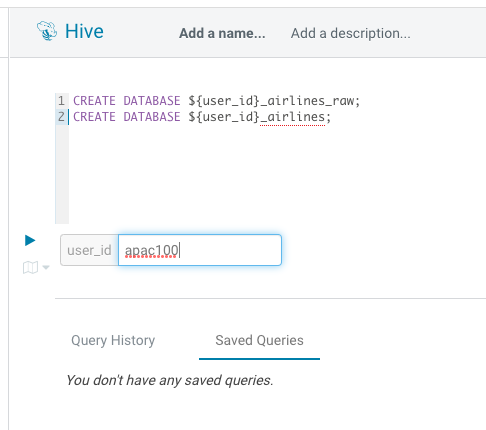 Hive Add a name... Add a description...
1 CREATE DATABASE ${user_id}_airlines_raw;
2 CREATE DATABASE ${user_id}_airlines;
user_id apac100
Query History Saved Queries
You don't have any saved queries.